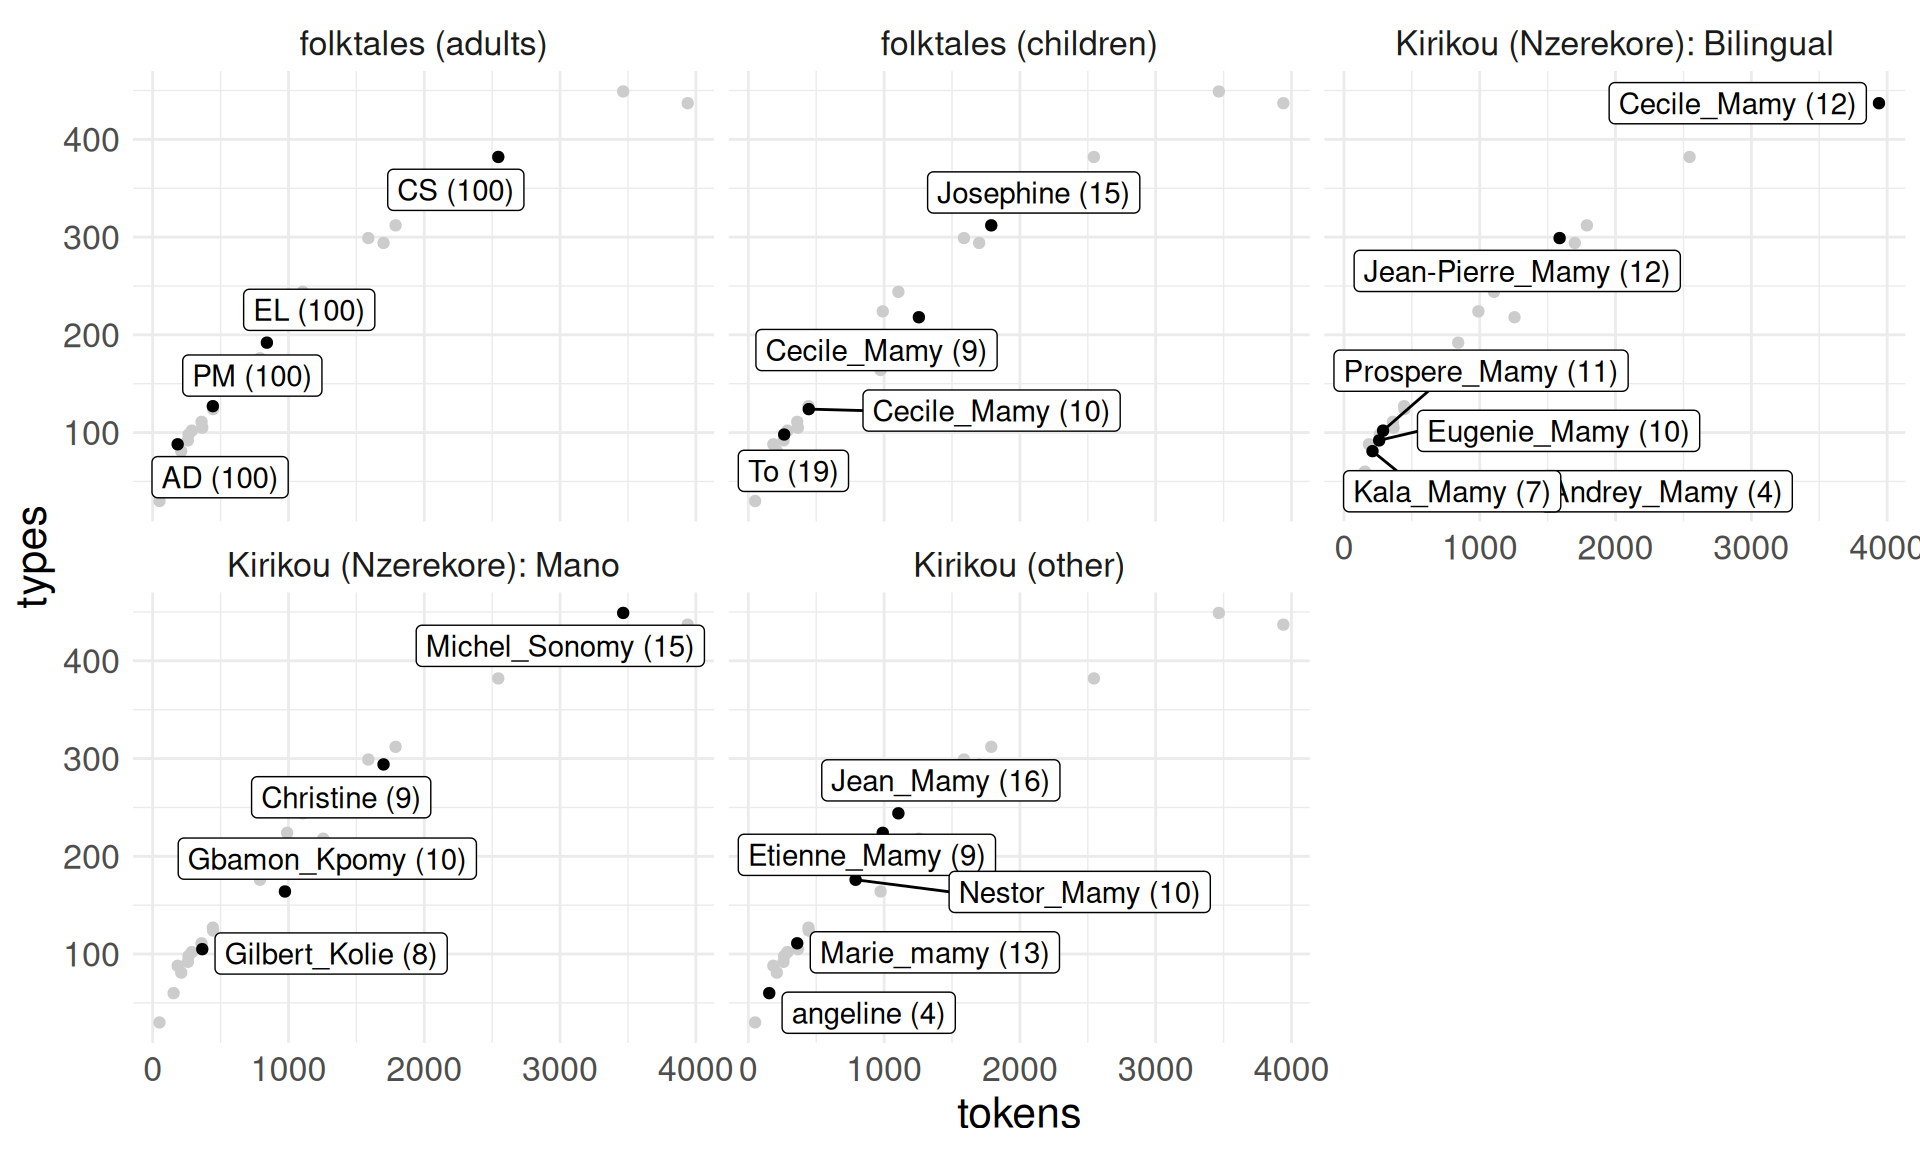 folktales (adults)
folktales (children)
Kirikou (Nzerekore): Bilingual
400
300
200
100
CS (100)
EL (100)
PM (100)
AD (100)
Josephine (15)
Cecile_Mamy (9)
Cecile_Mamy (10)
To (19)
Cecile_Mamy (12)
Jean-Pierre_Mamy (12)
Prospere_Mamy (11)
Eugenie_Mamy (10)
Kala_Mamy (7)
Andrey_Mamy (4)
0 1000 2000 3000 4000
types
Kirikou (Nzerekore): Mano
Kirikou (other)
400
300
200
100
Michel_Sonomy (15)
Christine (9)
Gbamon_Kpomy (10)
Gilbert_Kolie (8)
Jean_Mamy (16)
Etienne_Mamy (9)
Nestor_Mamy (10)
Marie_mamy (13)
angeline (4)
0 1000 2000 3000 4000
0 1000 2000 3000 4000
tokens